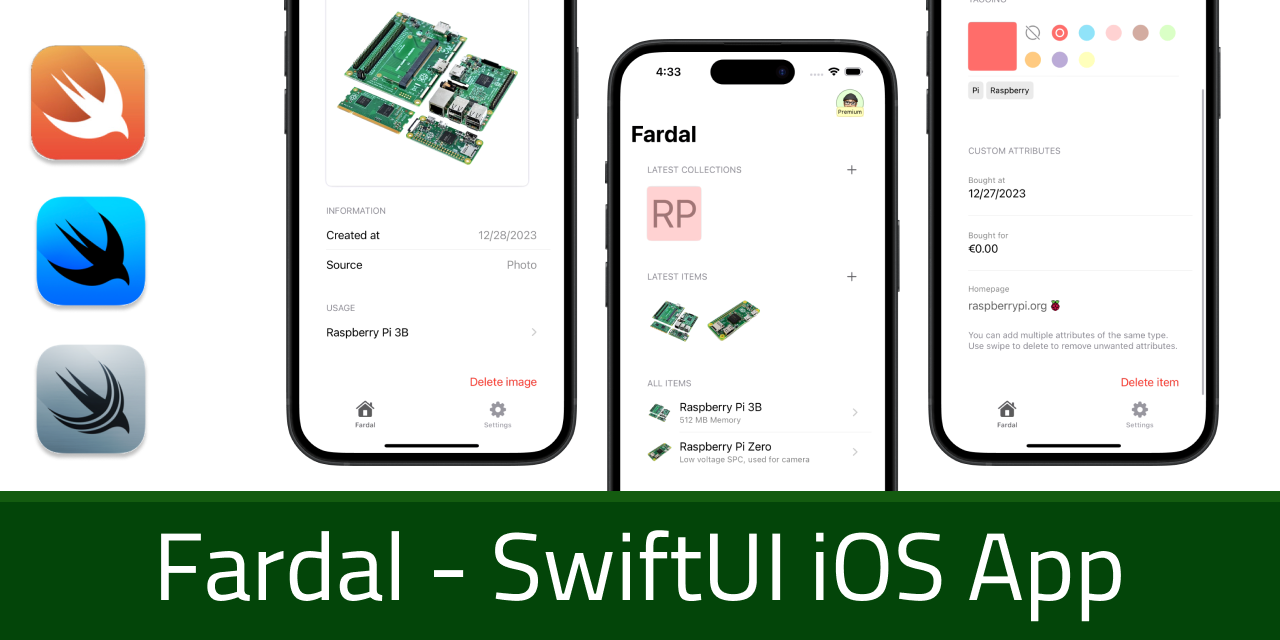 INFORMATION
Created at 12/28/2023
Source Photo
USAGE
Raspberry Pi 3B
Delete image
Fardal Settings
4:33
Premium
Fardal
LATEST COLLECTIONS
RP
LATEST ITEMS
ALL ITEMS
Raspberry Pi 3B
512 MB Memory
Raspberry Pi Zero
Low voltage SPC, used for camera
TAGGING
Pi Raspberry
CUSTOM ATTRIBUTES
Bought at
12/27/2023
Bought for
€0.00
Homepage
raspberrypi.org
You can add multiple attributes of the same type.
Use swipe to delete to remove unwanted attributes.
Delete item
Fardal Settings
Fardal - SwiftUI iOS App